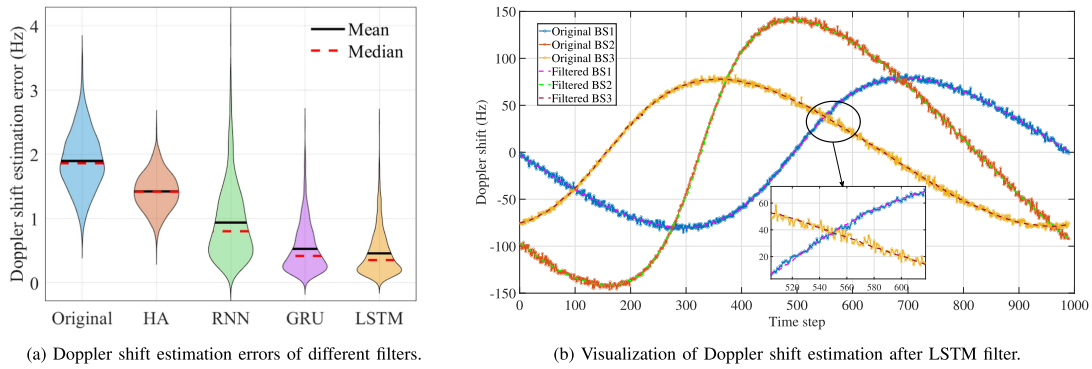 Doppler shift estimation error (Hz)
4
3
2
1
0
Mean
Median
Original HA RNN GRU LSTM
(a) Doppler shift estimation errors of different filters.
Doppler shift (Hz)
150
100
50
0
-50
-100
-150
Original BS1
Original BS2
Original BS3
Filtered BS1
Filtered BS2
Filtered BS3
60
40
20
520 540 560 580 600
0 100 200 300 400 500 600 700 800 900 1000
Time step
(b) Visualization of Doppler shift estimation after LSTM filter.